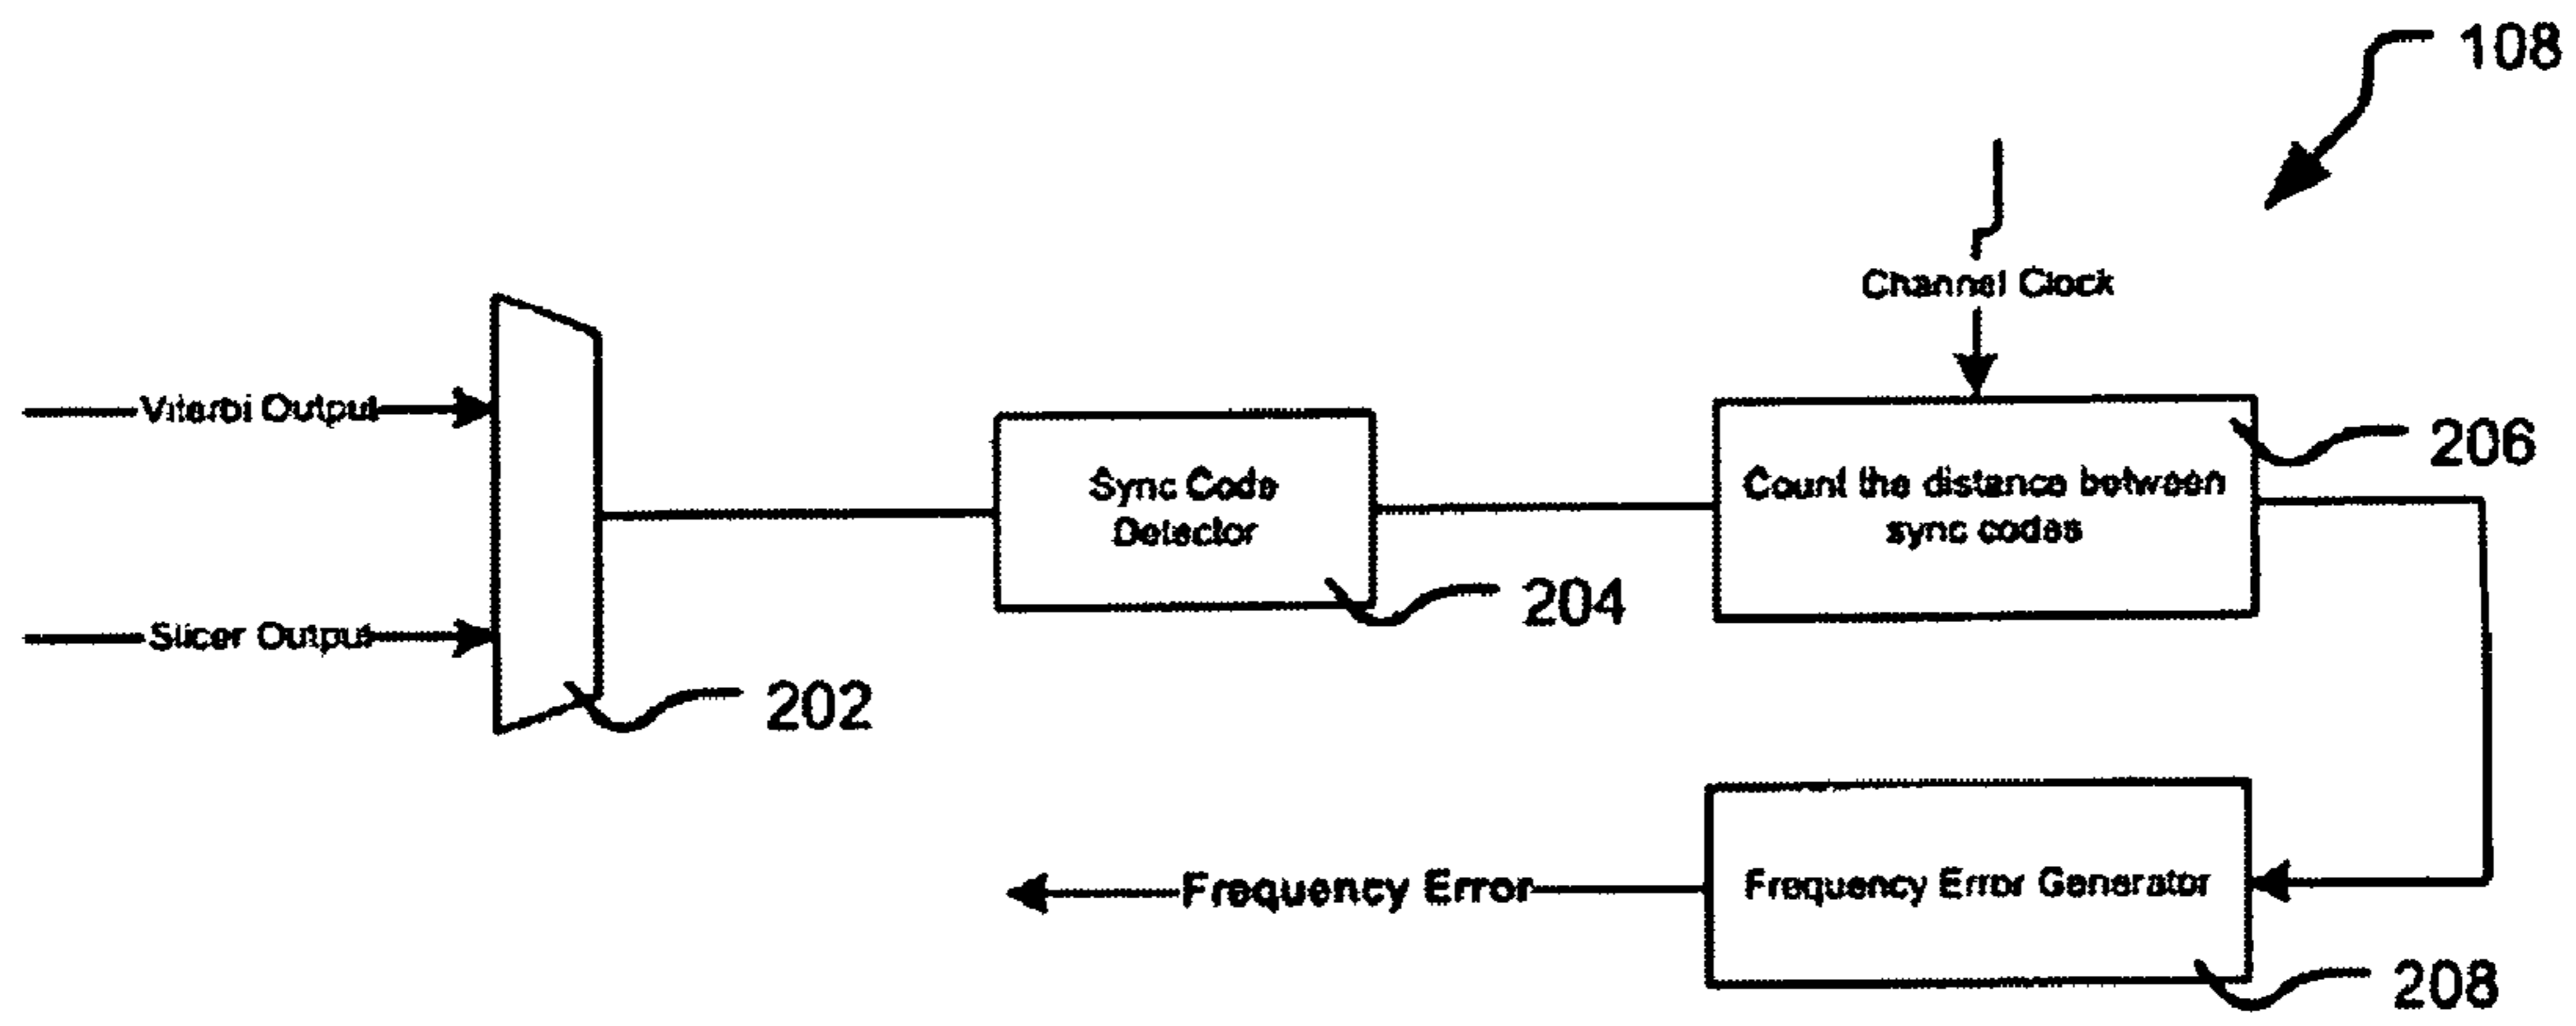 108
Channel Clock
Viterbi Output
206
Sync Code
Detector
Count the distance between
sync codes
204
Slicer Output
202
Frequency Error
Frequency Error Generator
208